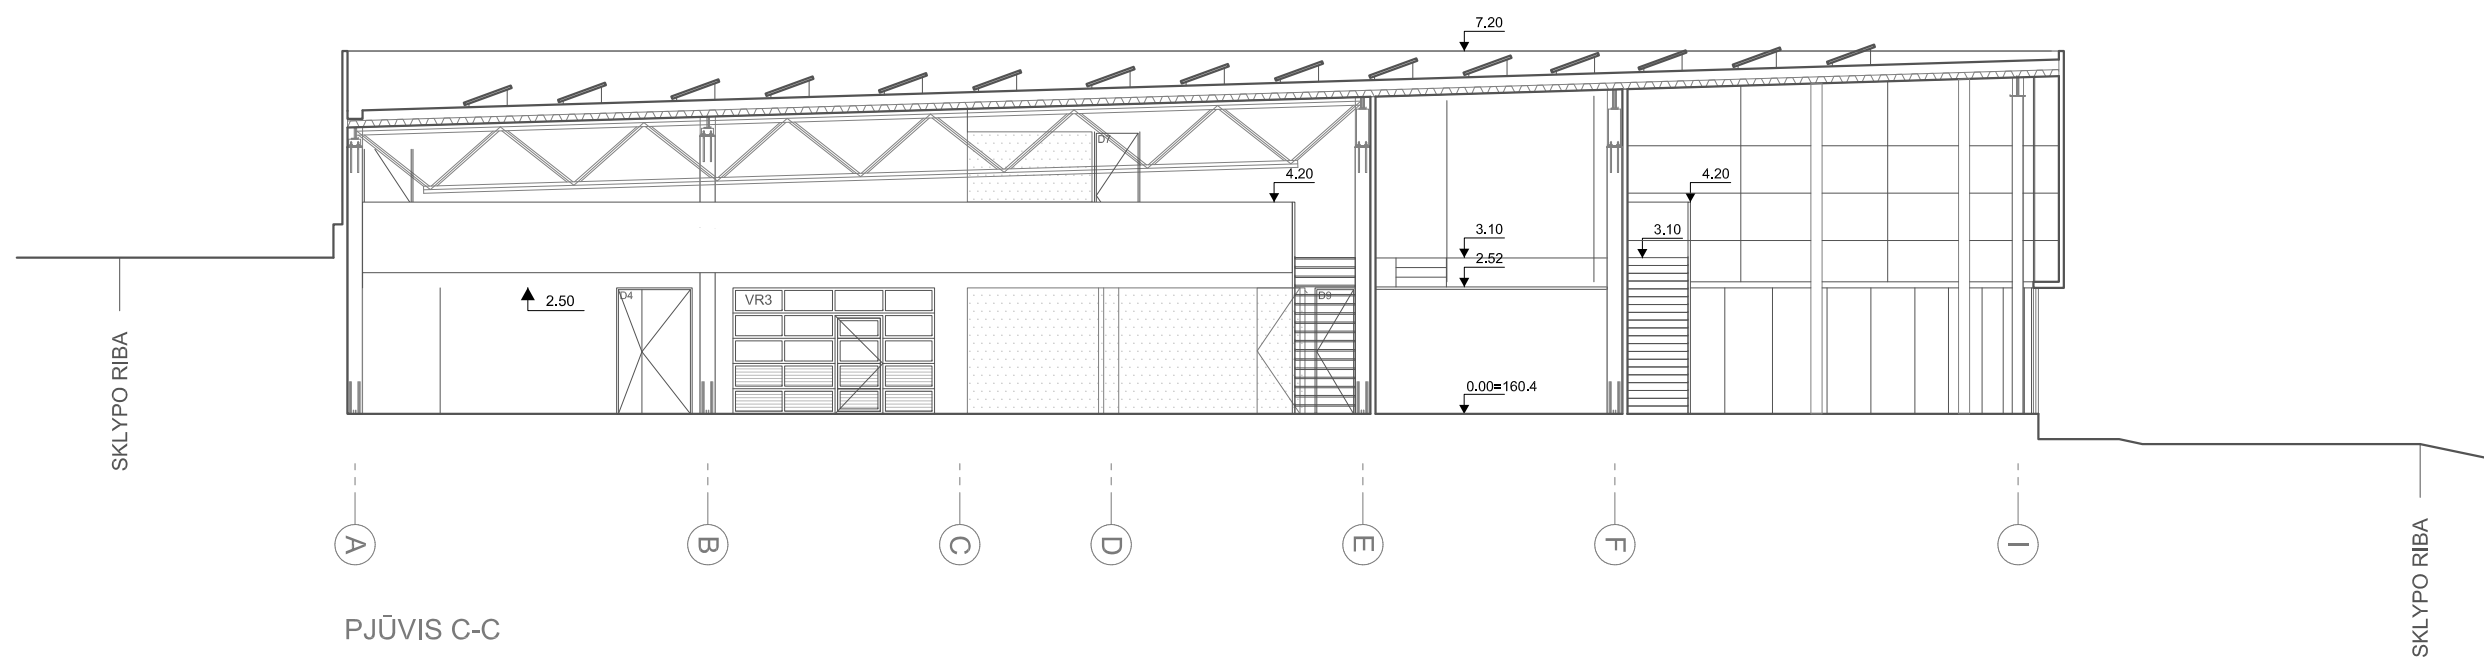 7.20
D7
4.20
4.20
3.10
3.10
2.52
D4
VR3
D9
2.50
0.00=160.4
SKLYPO RIBA
SKLYPO RIBA
A
B
C
D
E
F
I
PJŪVIS C-C